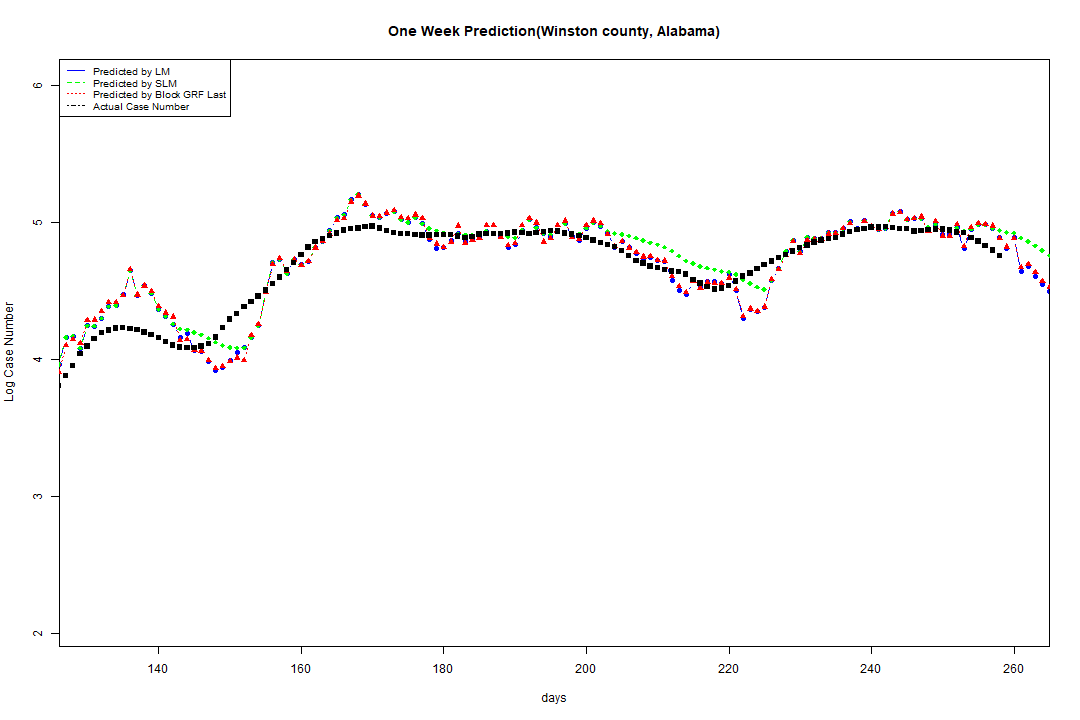 One Week Prediction(Winston county, Alabama)
Predicted by LM
Predicted by SLM
Predicted by Block GRF Last
Actual Case Number
6
5
4
3
2
Log Case Number
140 160 180 200 220 240 260
days